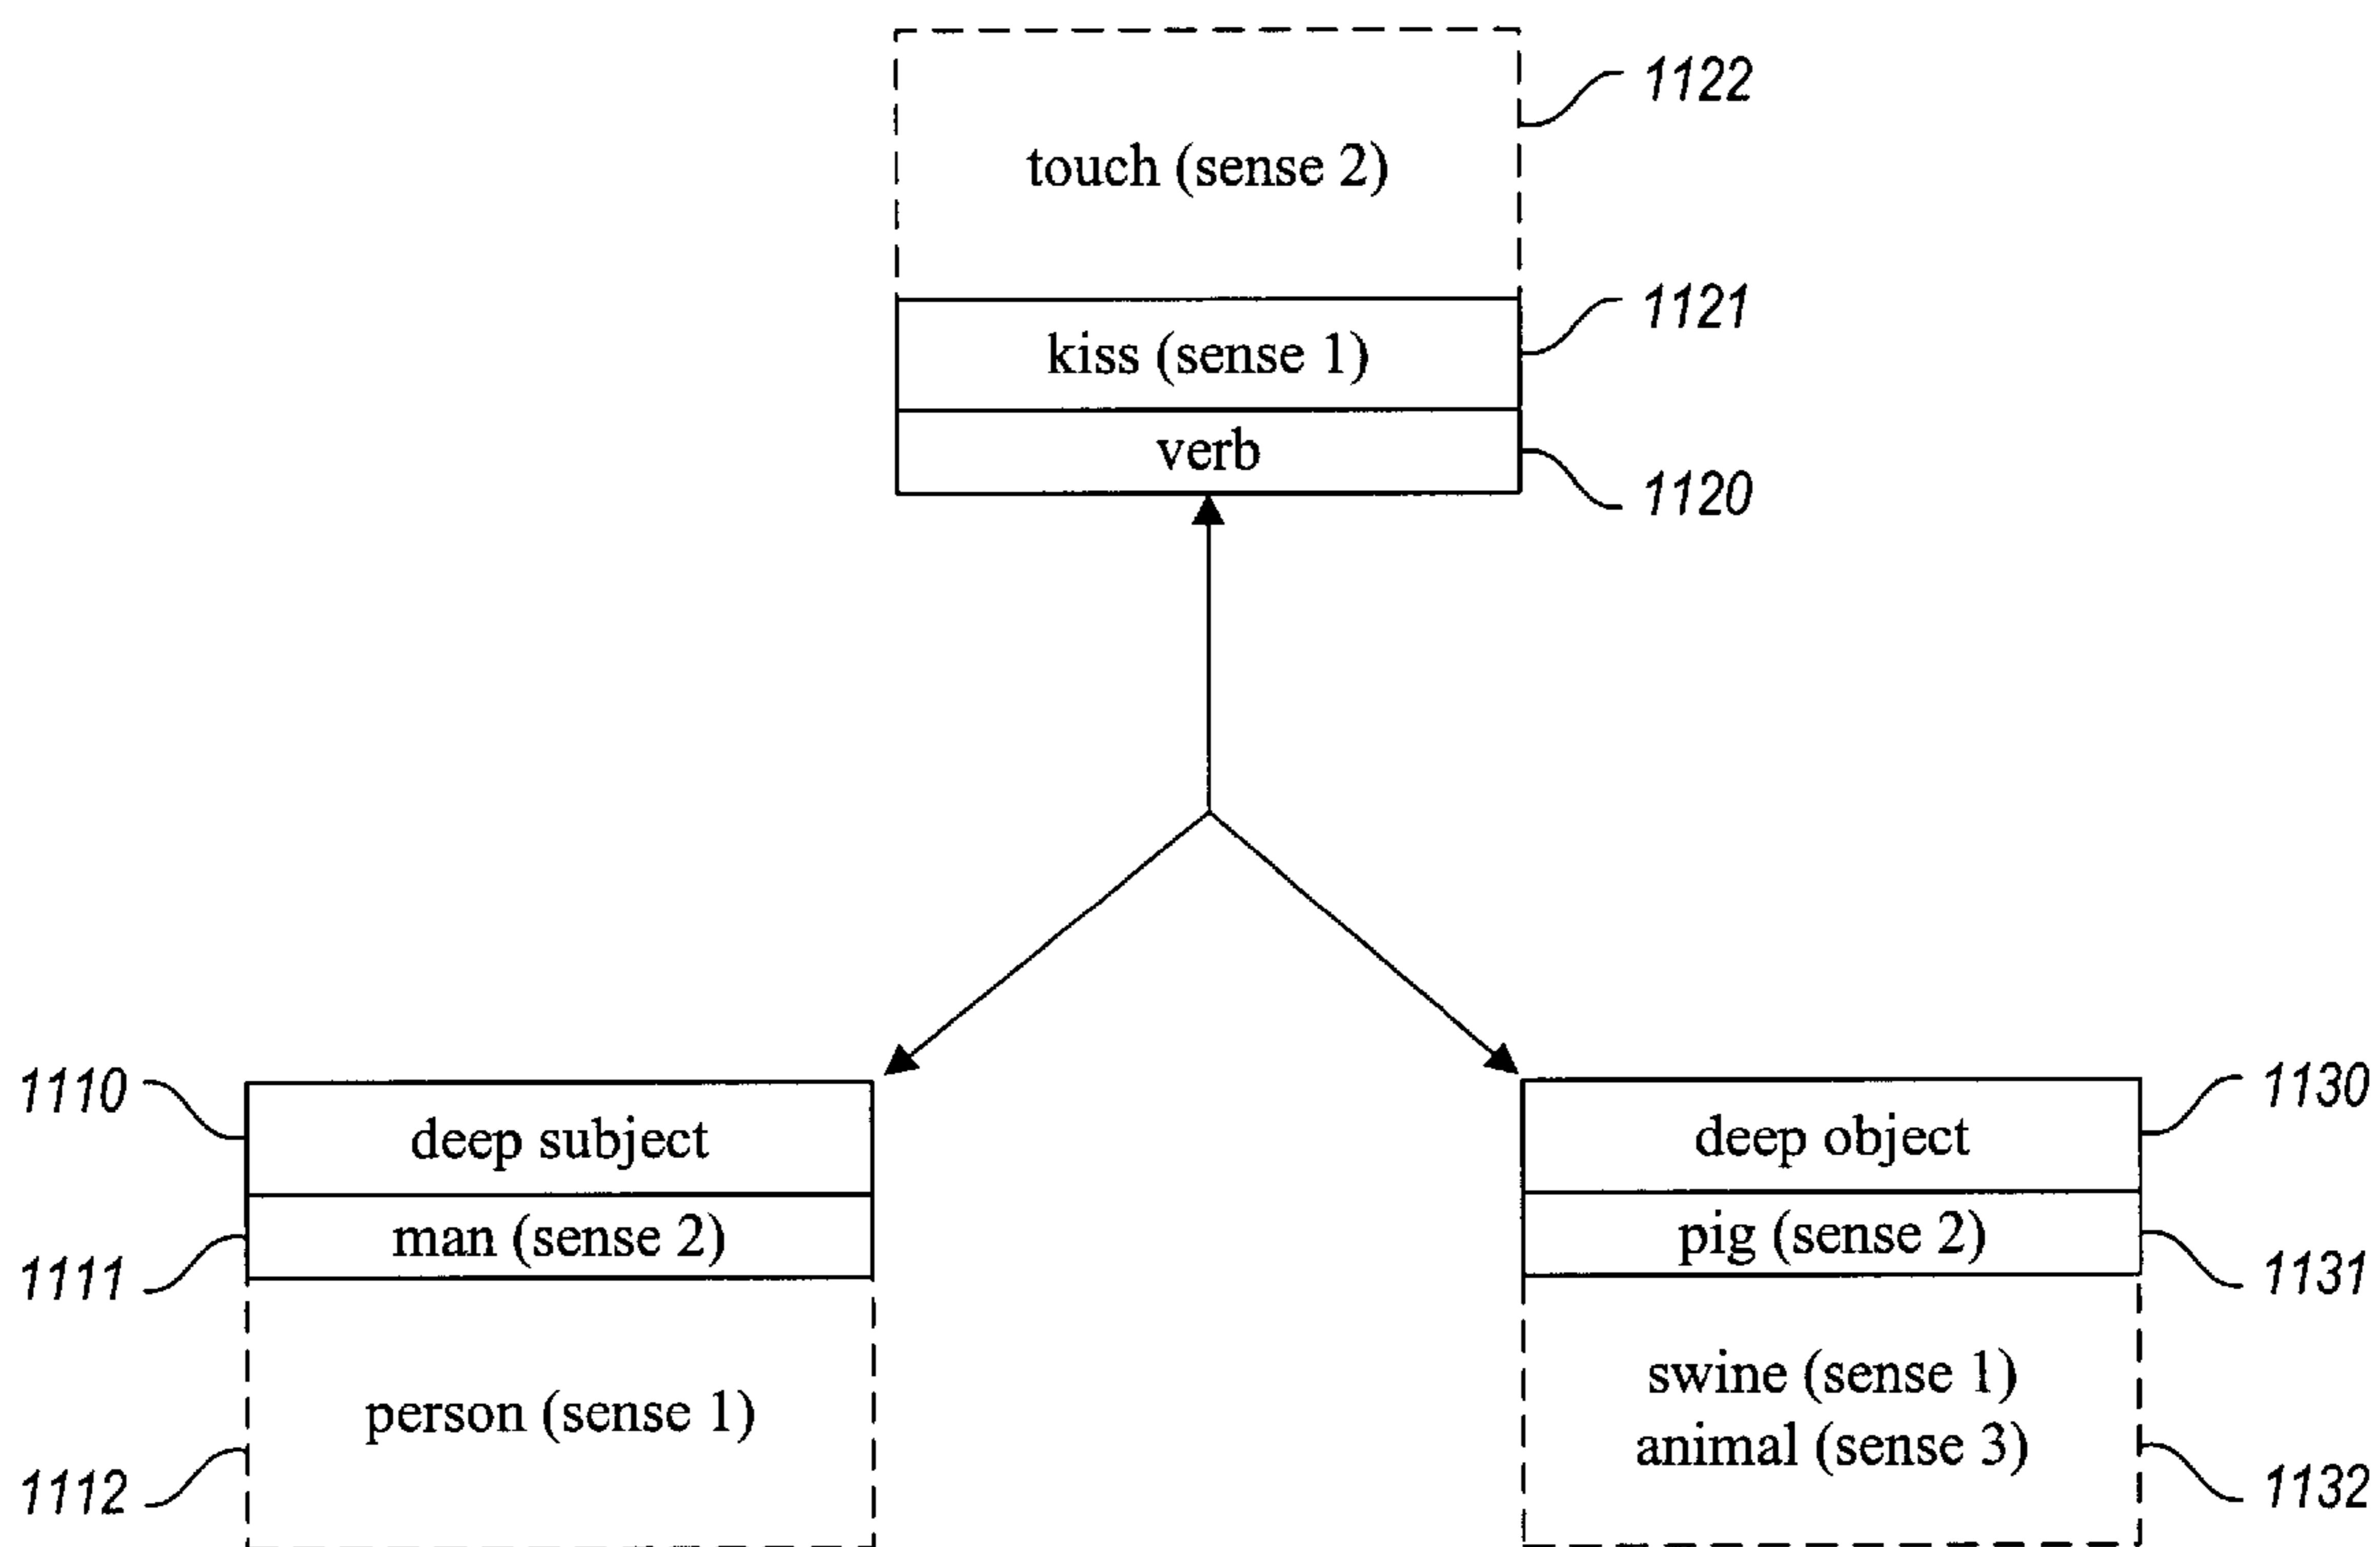 touch (sense 2)
1122
kiss (sense 1)
1121
verb
1120
1110
deep subject
man (sense 2)
1111
person (sense 1)
1112
deep object
1130
pig (sense 2)
1131
swine (sense 1)
animal (sense 3)
1132